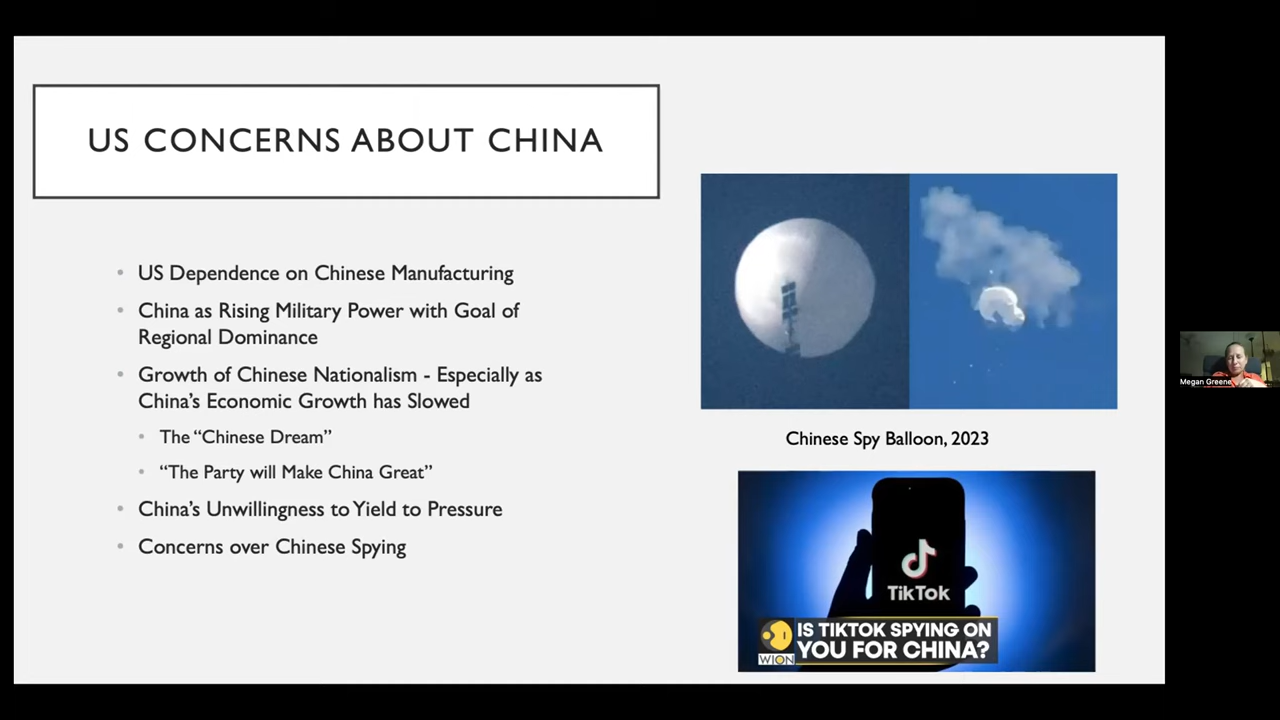 US CONCERNS ABOUT CHINA
• US Dependence on Chinese Manufacturing
• China as Rising Military Power with Goal of
Regional Dominance
• Growth of Chinese Nationalism - Especially as
China's Economic Growth has Slowed
• The “Chinese Dream”
• “The Party will Make China Great”
• China's Unwillingness to Yield to Pressure
• Concerns over Chinese Spying
Chinese Spy Balloon, 2023
TikTok
IS TIKTOK SPYING ON
YOU FOR CHINA?
WION
Megan Greene